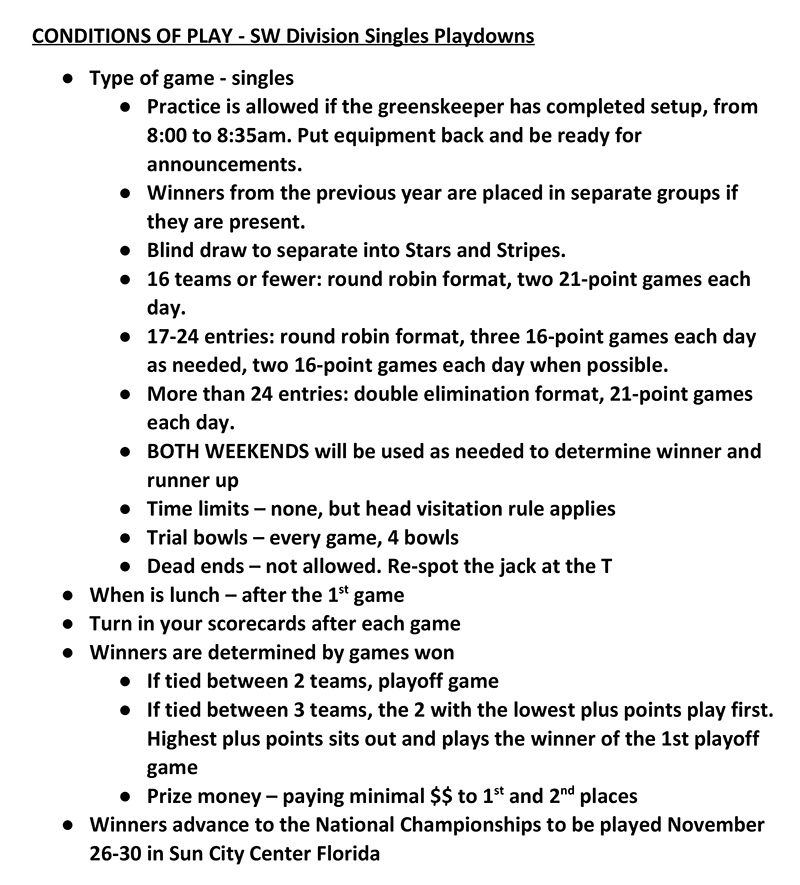 CONDITIONS OF PLAY - SW Division Singles Playdowns
● Type of game - singles
● Practice is allowed if the greenskeeper has completed setup, from
8:00 to 8:35am. Put equipment back and be ready for
announcements.
● Winners from the previous year are placed in separate groups if
they are present.
● Blind draw to separate into Stars and Stripes.
● 16 teams or fewer: round robin format, two 21-point games each
day.
● 17-24 entries: round robin format, three 16-point games each day
as needed, two 16-point games each day when possible.
● More than 24 entries: double elimination format, 21-point games
each day.
● BOTH WEEKENDS will be used as needed to determine winner and
runner up
● Time limits – none, but head visitation rule applies
● Trial bowls – every game, 4 bowls
● Dead ends – not allowed. Re-spot the jack at the T
● When is lunch – after the 1st game
● Turn in your scorecards after each game
● Winners are determined by games won
● If tied between 2 teams, playoff game
● If tied between 3 teams, the 2 with the lowest plus points play first.
Highest plus points sits out and plays the winner of the 1st playoff
game
● Prize money – paying minimal $$ to 1st and 2nd places
● Winners advance to the National Championships to be played November
26-30 in Sun City Center Florida